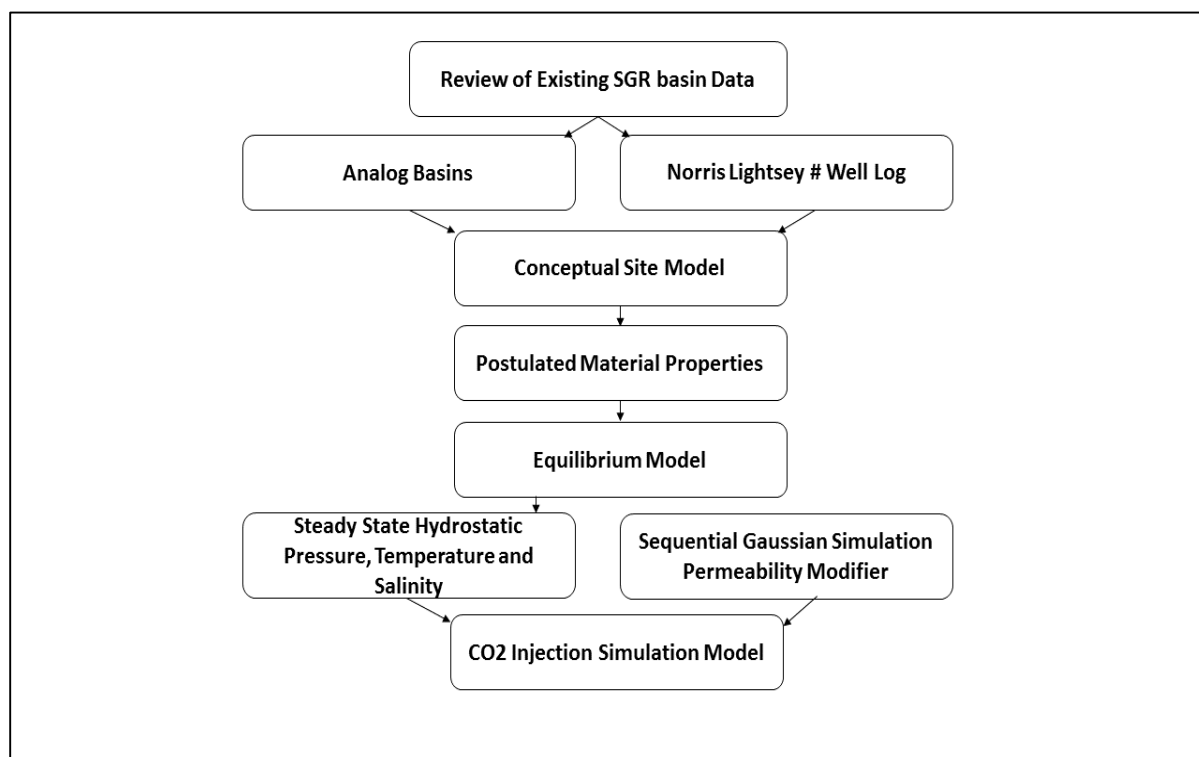 Review of Existing SGR basin Data
Analog Basins
Norris Lightsey # Well Log
Conceptual Site Model
Postulated Material Properties
Equilibrium Model
Steady State Hydrostatic
Pressure, Temperature and
Salinity
Sequential Gaussian Simulation
Permeability Modifier
CO2 Injection Simulation Model